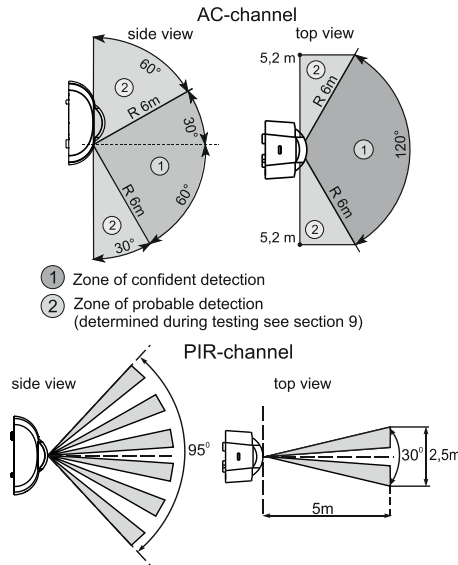 AC-channel
side view
top view
60°
2
R 6m
30°
1
R 6m
60°
2
30°
5,2 m
2
R 6m
1
120°
R 6m
2
5,2 m
1 Zone of confident detection
2 Zone of probable detection
(determined during testing see section 9)
PIR-channel
side view
top view
95⁰
30⁰
2,5m
5m